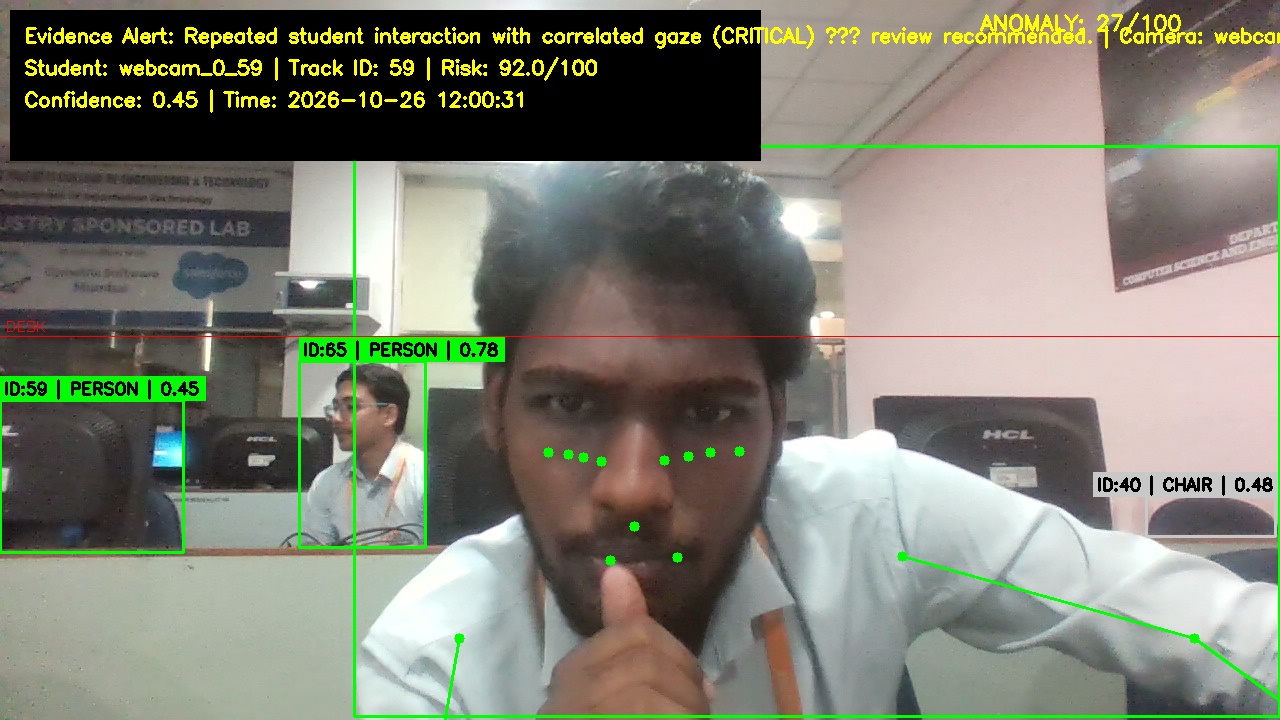 ANOMALY: 27/100
Evidence Alert: Repeated student interaction with correlated gaze (CRITICAL) ??? review recommended. | Camera: webcam
Student: webcam_0_59 | Track ID: 59 | Risk: 92.0/100
Confidence: 0.45 | Time: 2026-10-26 12:00:31
ENGINEERING & TECHNOLOGY
USTRY SPONSORED LAB
salesforce
Mumbai
DEPART
COMPUTER SCIENCE AND ENG
DESK
ID:65 | PERSON | 0.78
ID:59 | PERSON | 0.45
HCL
HCL
ID:40 | CHAIR | 0.48